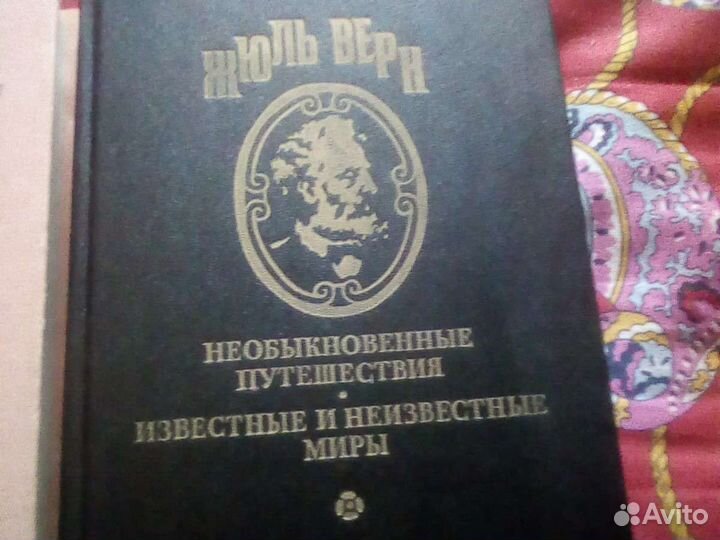 ЖЮЛЬ ВЕРН
НЕОБЫКНОВЕННЫЕ
ПУТЕШЕСТВИЯ
•
ИЗВЕСТНЫЕ И НЕИЗВЕСТНЫЕ
МИРЫ
Avito